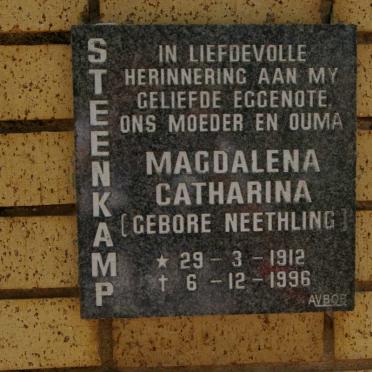 STEENKAMP
IN LIEFDEVOLLE
HERINNERING AAN MY
GELIEFDE EGGENOTE,
ONS MOEDER EN OUMA
MAGDALENA
CATHARINA
[GEBORE NEETHLING]
★ 29 - 3 - 1912
† 6 - 12 - 1996
AVBOB